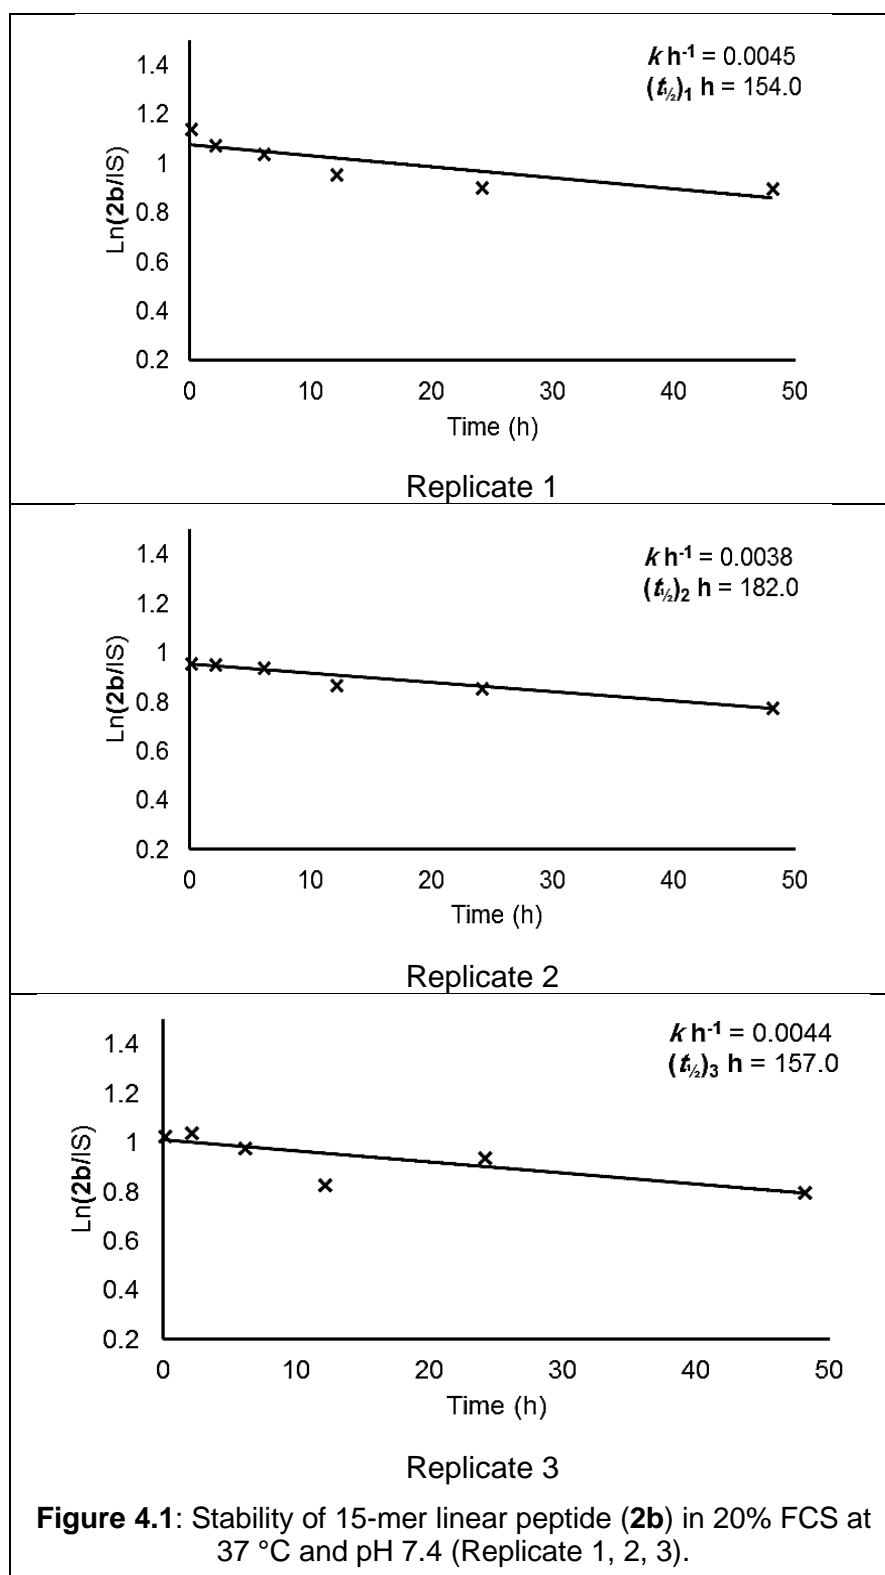 k h-1 = 0.0045
(t½)1 h = 154.0
1.4
1.2
1
0.8
0.6
0.4
0.2
Ln(2b/IS)
0 10 20 30 40 50
Time (h)
Replicate 1
k h-1 = 0.0038
(t½)2 h = 182.0
1.4
1.2
1
0.8
0.6
0.4
0.2
Ln(2b/IS)
0 10 20 30 40 50
Time (h)
Replicate 2
k h-1 = 0.0044
(t½)3 h = 157.0
1.4
1.2
1
0.8
0.6
0.4
0.2
Ln(2b/IS)
0 10 20 30 40 50
Time (h)
Replicate 3
Figure 4.1: Stability of 15-mer linear peptide (2b) in 20% FCS at
37 °C and pH 7.4 (Replicate 1, 2, 3).